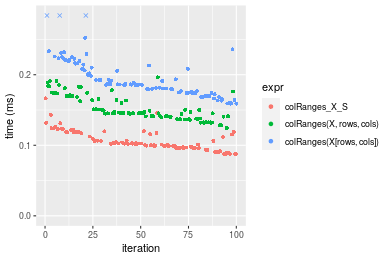 time (ms)
0.2
0.1
0.0
0
25
50
75
100
iteration
expr
colRanges_X_S
colRanges(X, rows, cols)
colRanges(X[rows, cols])